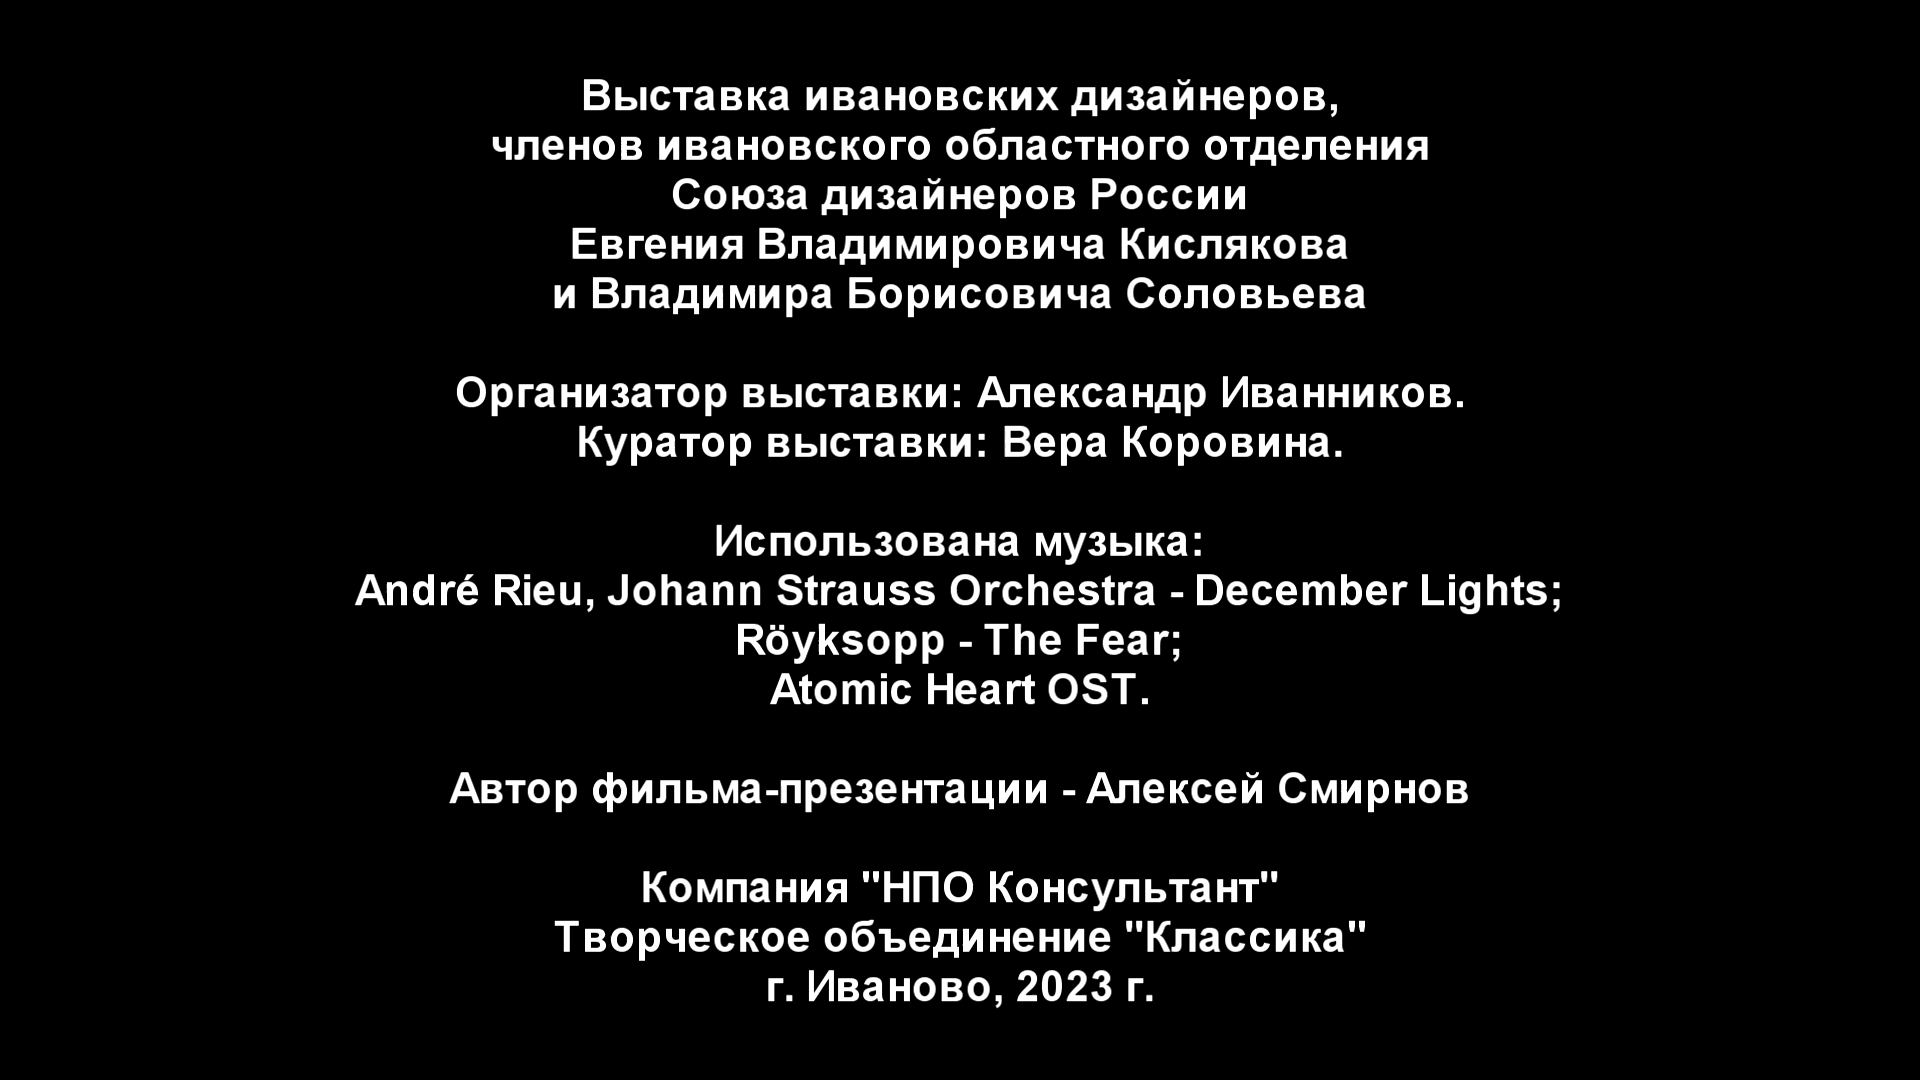 Выставка ивановских дизайнеров,
членов ивановского областного отделения
Союза дизайнеров России
Евгения Владимировича Кислякова
и Владимира Борисовича Соловьева
Организатор выставки: Александр Иванников.
Куратор выставки: Вера Коровина.
Использована музыка:
André Rieu, Johann Strauss Orchestra - December Lights;
Röyksopp - The Fear;
Atomic Heart OST.
Автор фильма-презентации - Алексей Смирнов
Компания "НПО Консультант"
Творческое объединение "Классика"
г. Иваново, 2023 г.